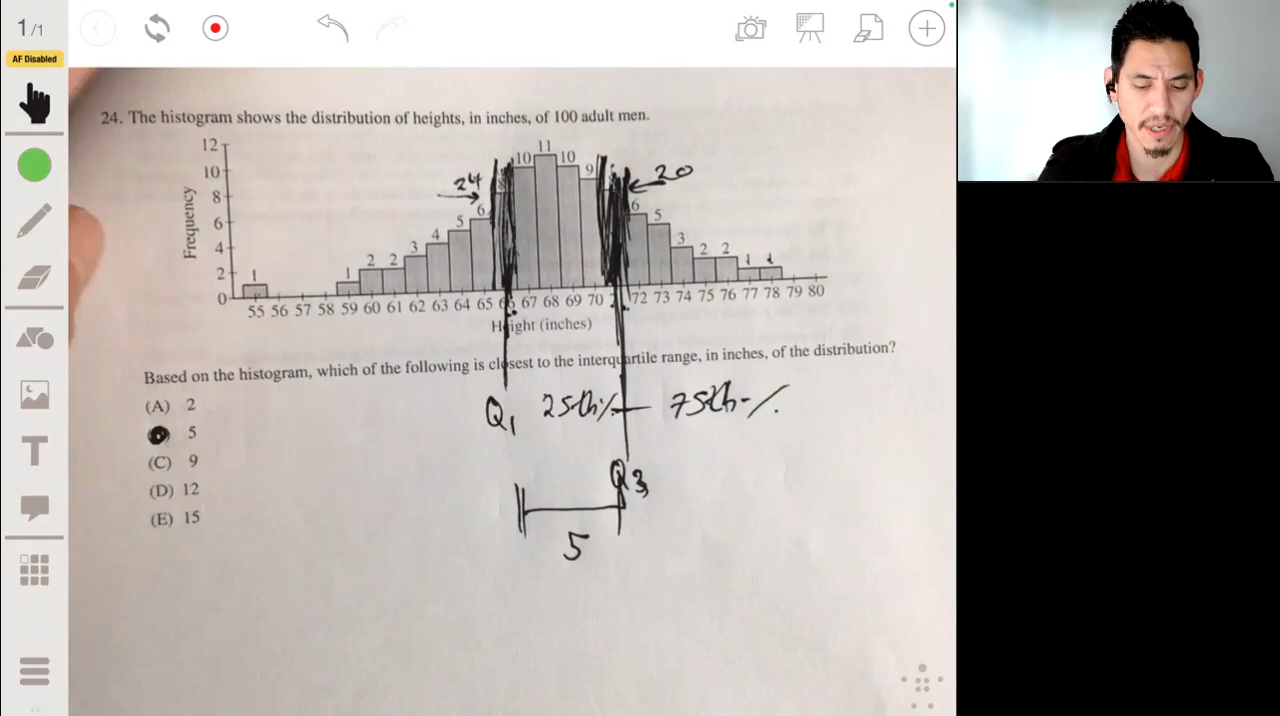 1/1
AF Disabled
24. The histogram shows the distribution of heights, in inches, of 100 adult men.
12
10
8
6
4
2
0
Frequency
1 1 2 2 3 4 5 6 10 11 10 9 6 5 3 2 2 1 1
24
20
55 56 57 58 59 60 61 62 63 64 65 66 67 68 69 70 72 73 74 75 76 77 78 79 80
Height (inches)
Based on the histogram, which of the following is closest to the interquartile range, in inches, of the distribution?
(A) 2
5
(C) 9
(D) 12
(E) 15
Q1 25th% 75th-%
Q3
5
T